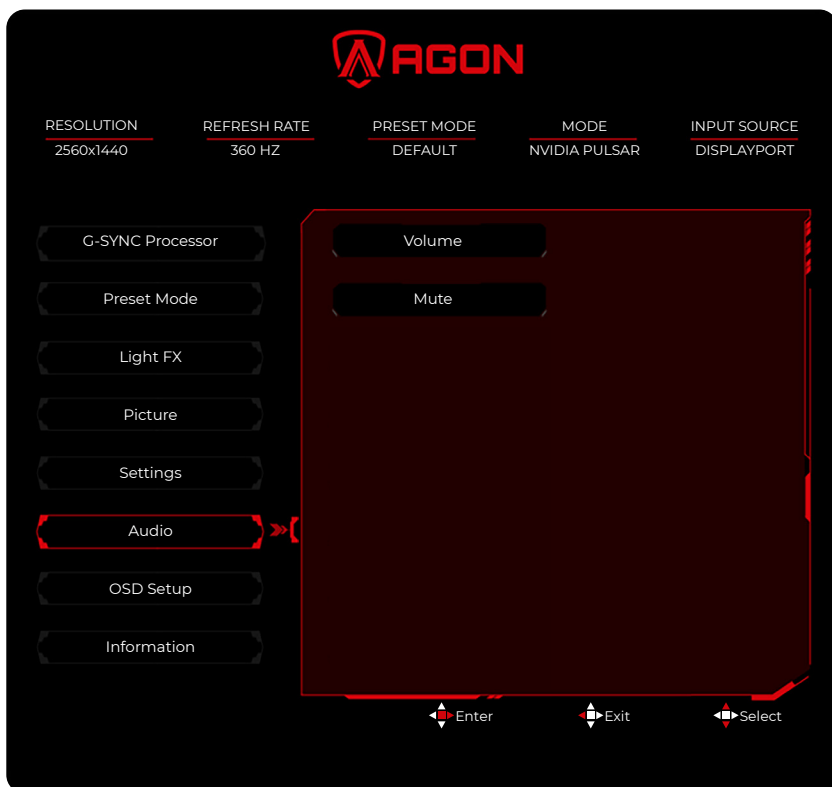 AGON
RESOLUTION REFRESH RATE PRESET MODE MODE INPUT SOURCE
2560x1440 360 HZ DEFAULT NVIDIA PULSAR DISPLAYPORT
G-SYNC Processor Volume
Preset Mode Mute
Light FX
Picture
Settings
Audio
OSD Setup
Information
Enter Exit Select